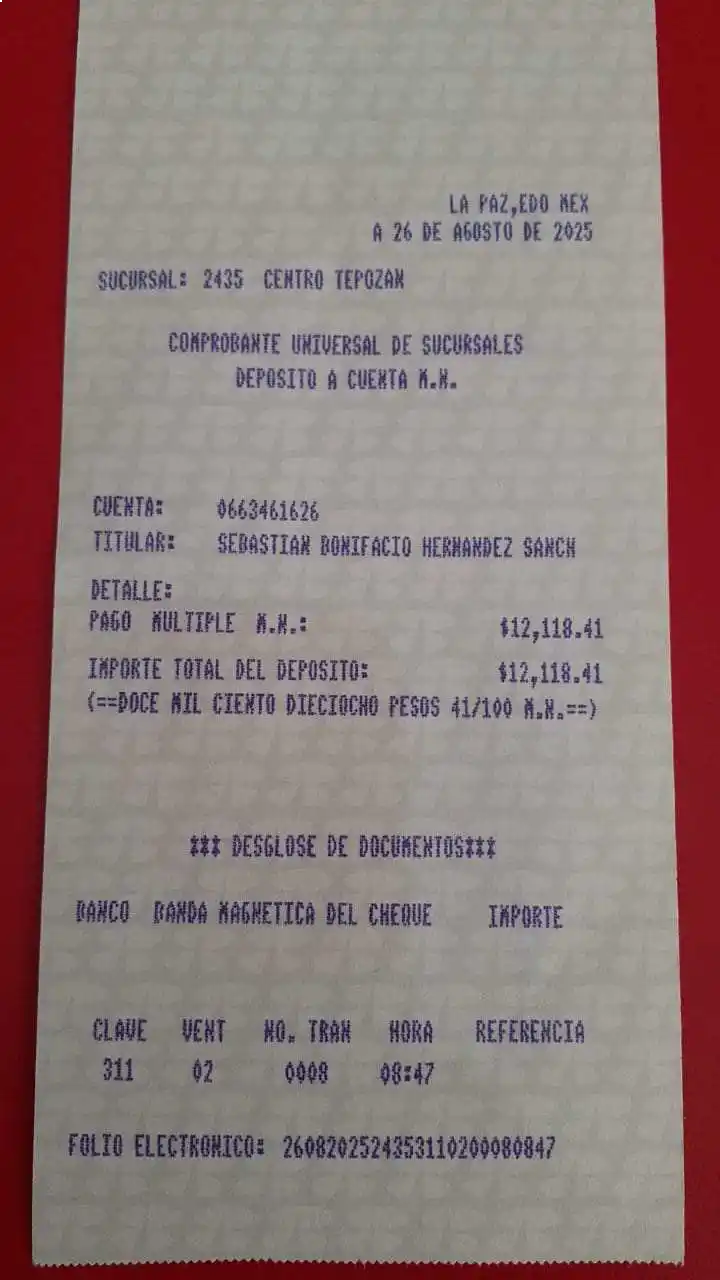 LA PAZ,EDO MEX
A 26 DE AGOSTO DE 2025
SUCURSAL: 2435 CENTRO TEPOZAN
COMPROBANTE UNIVERSAL DE SUCURSALES
DEPOSITO A CUENTA M.N.
CUENTA: 0663461626
TITULAR: SEBASTIAN BONIFACIO HERNANDEZ SANCH
DETALLE:
PAGO MULTIPLE M.N.: $12,118.41
IMPORTE TOTAL DEL DEPOSITO: $12,118.41
(==DOCE MIL CIENTO DIECIOCHO PESOS 41/100 M.N.==)
*** DESGLOSE DE DOCUMENTOS***
BANCO BANDA MAGNETICA DEL CHEQUE IMPORTE
CLAVE VENT NO. TRAN HORA REFERENCIA
311 02 0008 08:47
FOLIO ELECTRONICO: 2608202524353110200080847